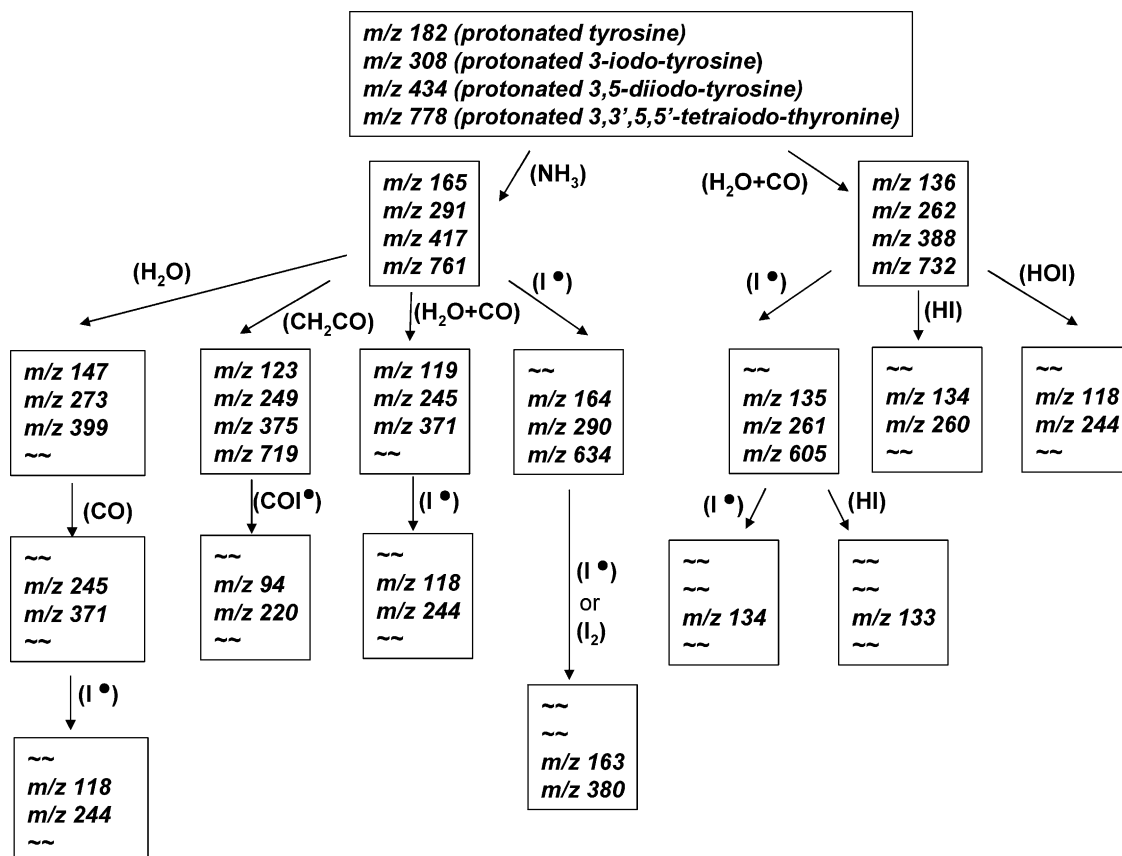 m/z 182 (protonated tyrosine)
m/z 308 (protonated 3-iodo-tyrosine)
m/z 434 (protonated 3,5-diiodo-tyrosine)
m/z 778 (protonated 3,3',5,5'-tetraiodo-thyronine)
(NH₃)
(H₂O+CO)
m/z 165
m/z 291
m/z 417
m/z 761
m/z 136
m/z 262
m/z 388
m/z 732
(H₂O)
(CH₂CO)
(H₂O+CO)
(I •)
(I •)
(HI)
(HOI)
m/z 147
m/z 273
m/z 399
~~
m/z 123
m/z 249
m/z 375
m/z 719
m/z 119
m/z 245
m/z 371
~~
~~
m/z 164
m/z 290
m/z 634
~~
m/z 135
m/z 261
m/z 605
~~
m/z 134
m/z 260
~~
~~
m/z 118
m/z 244
~~
(CO)
(COI•)
(I •)
(I •)
or
(I₂)
(I •)
(HI)
~~
m/z 245
m/z 371
~~
~~
m/z 94
m/z 220
~~
~~
m/z 118
m/z 244
~~
~~
~~
m/z 134
~~
~~
~~
m/z 133
~~
(I •)
~~
m/z 118
m/z 244
~~
~~
~~
m/z 163
m/z 380